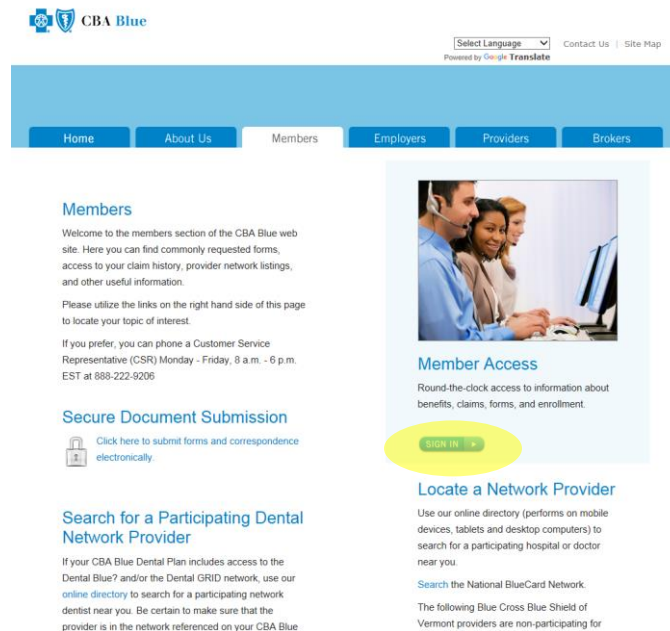 CBA Blue
Select Language
Contact Us | Site Map
Powered by Google Translate
Home
About Us
Members
Employers
Providers
Brokers
Members
Welcome to the members section of the CBA Blue web
site. Here you can find commonly requested forms,
access to your claim history, provider network listings,
and other useful information.
Please utilize the links on the right hand side of this page
to locate your topic of interest.
If you prefer, you can phone a Customer Service
Representative (CSR) Monday - Friday, 8 a.m. - 6 p.m.
EST at 888-222-9206
Secure Document Submission
Click here to submit forms and correspondence
electronically.
Search for a Participating Dental
Network Provider
If your CBA Blue Dental Plan includes access to the
Dental Blue? and/or the Dental GRID network, use our
online directory to search for a participating network
dentist near you. Be certain to make sure that the
provider is in the network referenced on your CBA Blue
Member Access
Round-the-clock access to information about
benefits, claims, forms, and enrollment.
SIGN IN
Locate a Network Provider
Use our online directory (performs on mobile
devices, tablets and desktop computers) to
search for a participating hospital or doctor
near you.
Search the National BlueCard Network.
The following Blue Cross Blue Shield of
Vermont providers are non-participating for